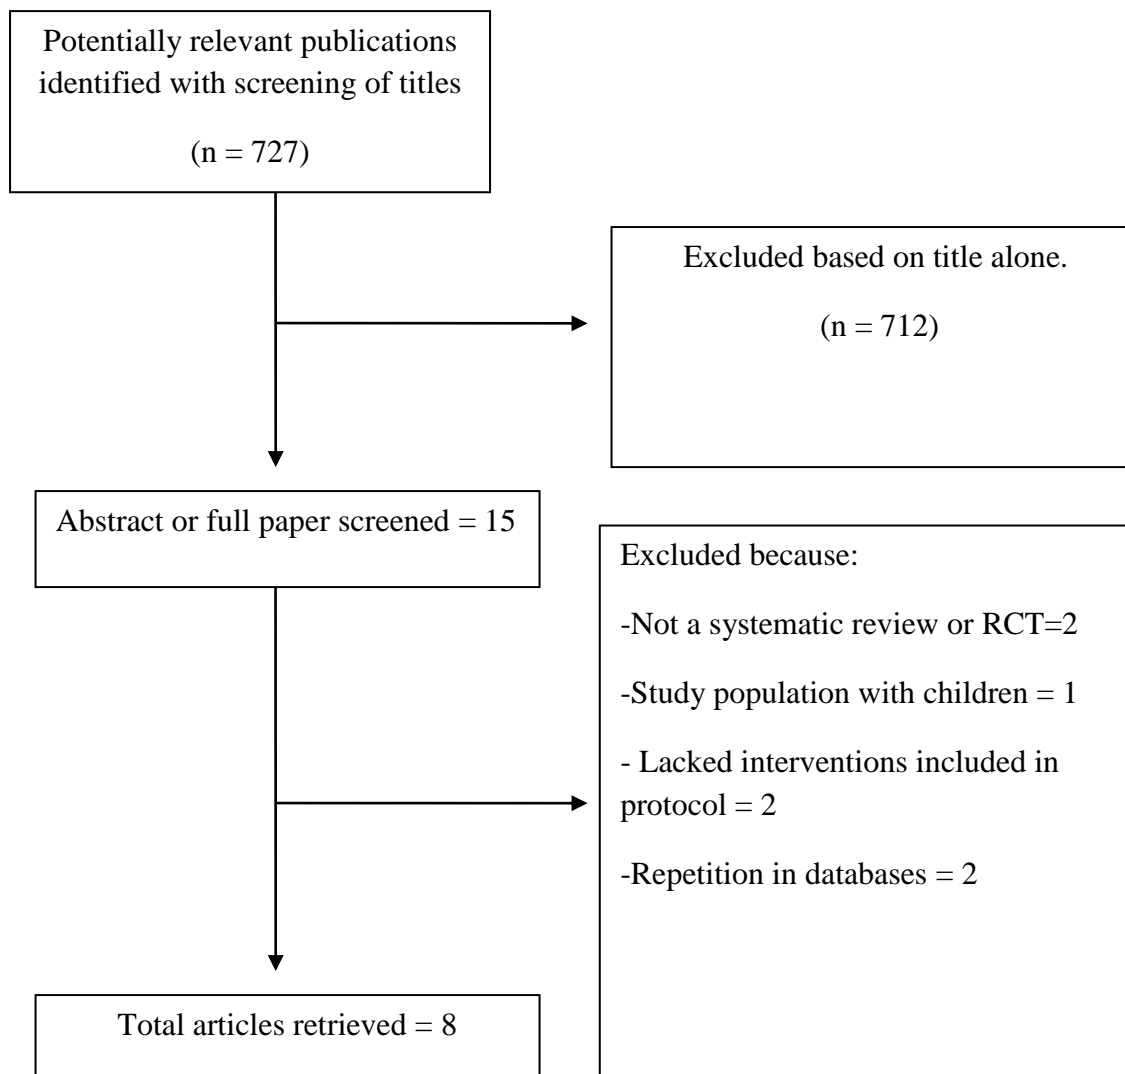 Potentially relevant publications
identified with screening of titles
(n = 727)
Excluded based on title alone.
(n = 712)
Abstract or full paper screened = 15
Excluded because:
-Not a systematic review or RCT=2
-Study population with children = 1
- Lacked interventions included in
protocol = 2
-Repetition in databases = 2
Total articles retrieved = 8